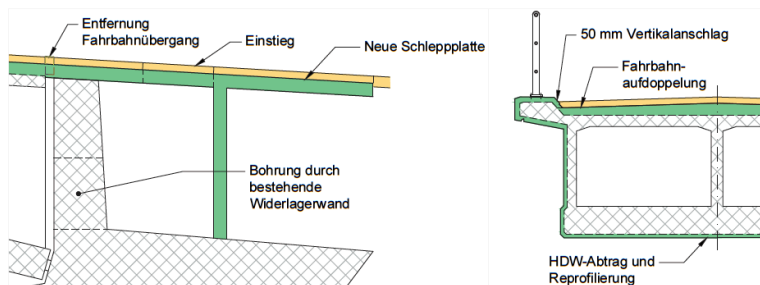 Entfernung
Fahrbahnübergang
Einstieg
Neue Schleppplatte
Bohrung durch
bestehende
Widerlagerwand
50 mm Vertikalanschlag
Fahrbahn-
aufdoppelung
HDW-Abtrag und
Reprofilierung